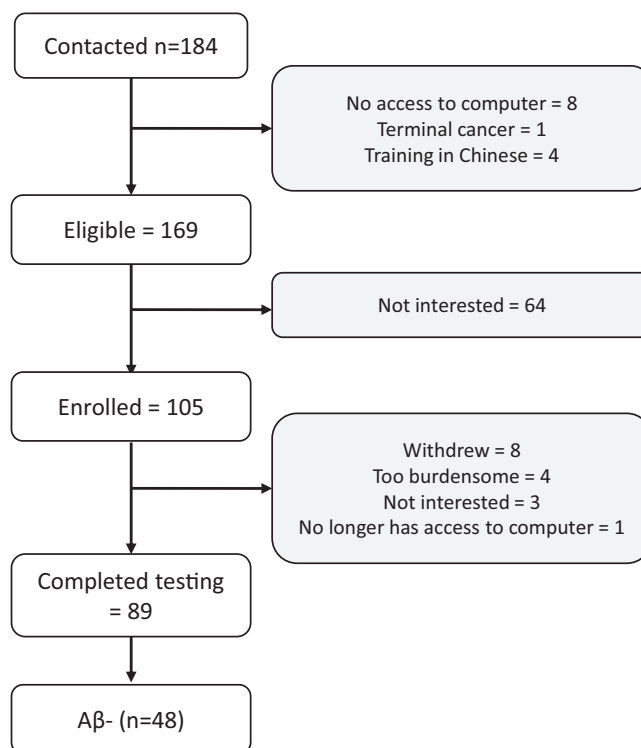 Contacted n=184
No access to computer = 8
Terminal cancer = 1
Training in Chinese = 4
Eligible = 169
Not interested = 64
Enrolled = 105
Withdrew = 8
Too burdensome = 4
Not interested = 3
No longer has access to computer = 1
Completed testing
= 89
Aβ- (n=48)